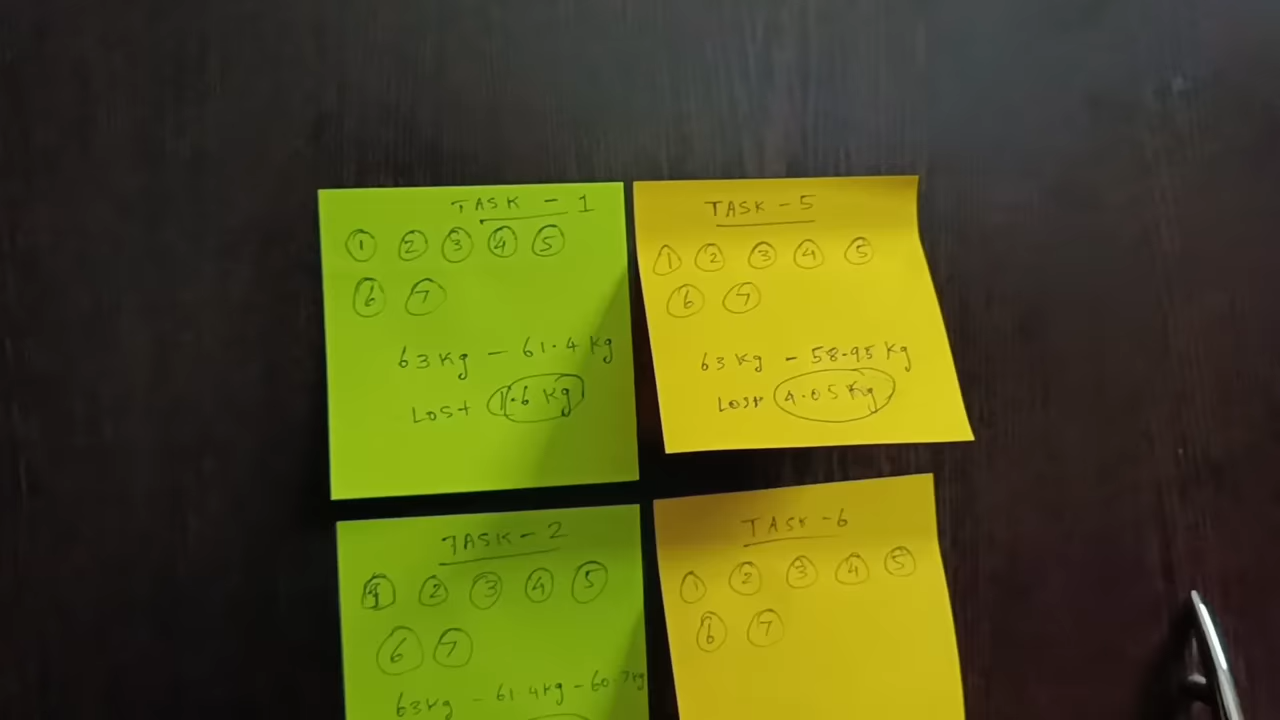 TASK - 1
1 2 3 4 5
6 7
63 Kg - 61.4 Kg
Lost 1.6 Kg
TASK - 5
1 2 3 4 5
6 7
63 Kg - 58.95 Kg
Lost 4.05 Kg
TASK - 2
1 2 3 4 5
6 7
63 Kg - 61.4 Kg - 60.7 Kg
TASK - 6
1 2 3 4 5
6 7